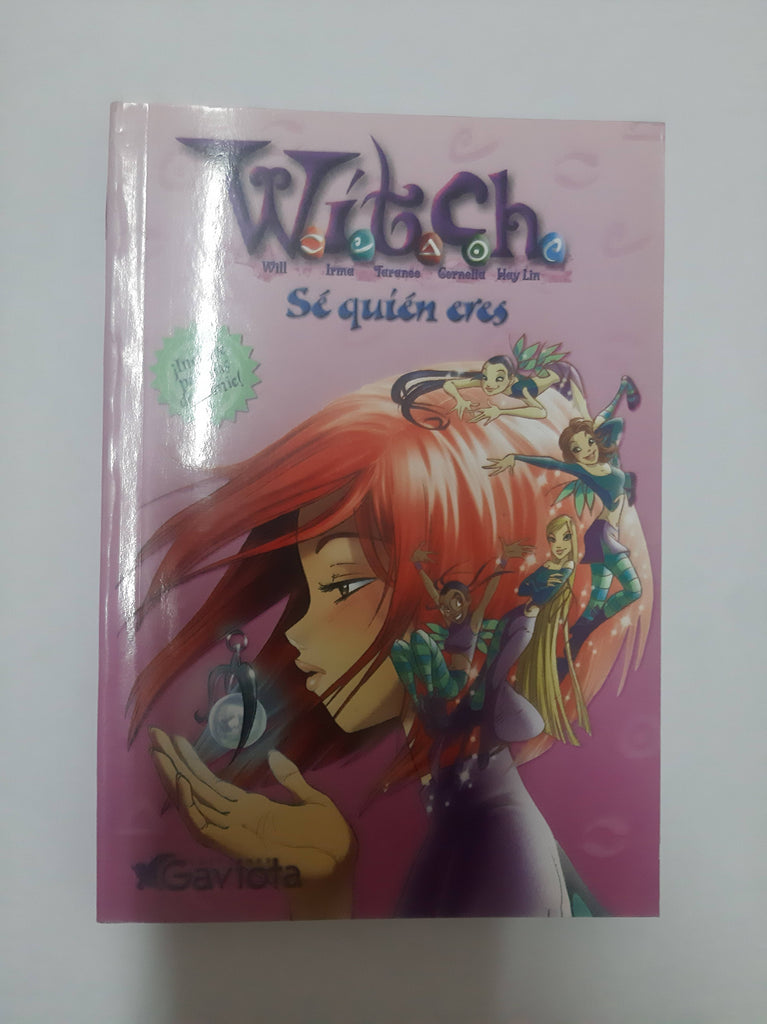 W.i.t.c.h.
Will Irma Taranee Cornelia Hay Lin
Sé quién eres
Gaviota